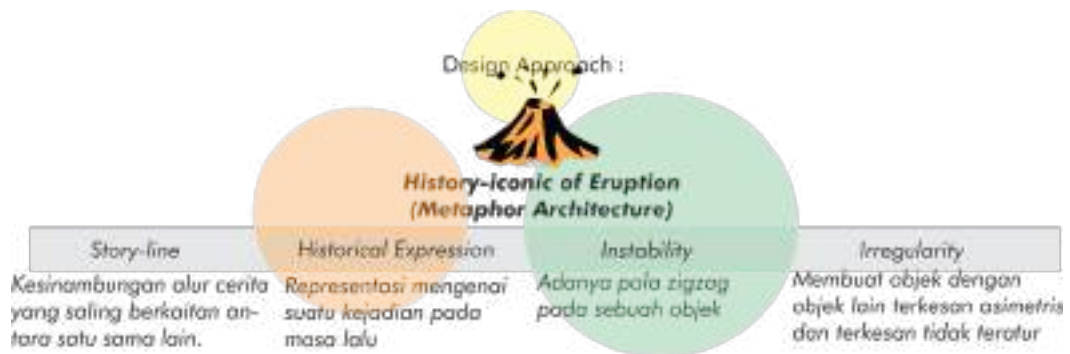 Design Approach :
History-iconic of Eruption
(Metaphor Architecture)
Story-line Historical Expression Instability Irregularity
Kesinambungan alur cerita
yang saling berkaitan an-
tara satu sama lain.
Representasi mengenai
suatu kejadian pada
masa lalu
Adanya pola zigzag
pada sebuah objek
Membuat objek dengan
objek lain terkesan asimetris
dan terkesan tidak teratur